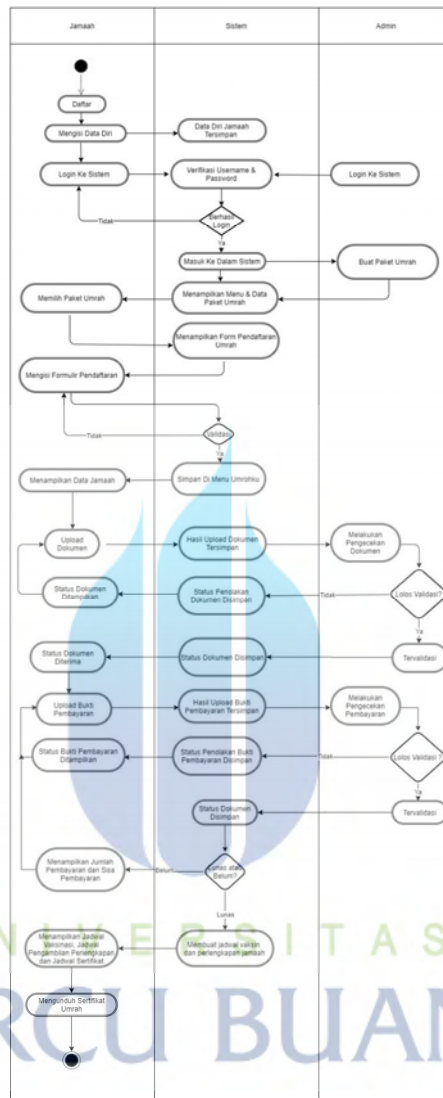 Jamaah
Sistem
Admin
Daftar
Mengisi Data Diri
Data Diri Jamaah
Tersimpan
Login Ke Sistem
Verifikasi Username &
Password
Login Ke Sistem
Tidak
Berhasil
Login
Ya
Masuk Ke Dalam Sistem
Buat Paket Umrah
Memilih Paket Umrah
Menampilkan Menu & Data
Paket Umrah
Menampilkan Form Pendaftaran
Umrah
Mengisi Formulir Pendaftaran
Tidak
Validasi
Ya
Menampilkan Data Jamaah
Simpan Di Menu Umrohku
Upload
Dokumen
Hasil Upload Dokumen
Tersimpan
Melakukan
Pengecekan
Dokumen
Status Dokumen
Ditampilkan
Status Penolakan
Dokumen Disimpan
Tidak
Lolos Validasi?
Ya
Status Dokumen
Diterima
Status Dokumen Disimpan
Tervalidasi
Upload Bukti
Pembayaran
Hasil Upload Bukti
Pembayaran Tersimpan
Melakukan
Pengecekan
Pembayaran
Status Bukti Pembayaran
Ditampilkan
Status Penolakan Bukti
Pembayaran Disimpan
Tidak
Lolos Validasi ?
Ya
Status Dokumen
Disimpan
Tervalidasi
Menampilkan Jumlah
Pembayaran dan Sisa
Pembayaran
Belum
Lunas atau
Belum?
Lunas
Menampilkan Jadwal
Vaksinasi, Jadwal
Pengambilan Perlengkapan
dan Jadwal Sertifikat
Membuat jadwal vaksin
dan perlengkapan jamaah
NIVERSITAS
Mengunduh Sertifikat
Umrah
RCU BUAN